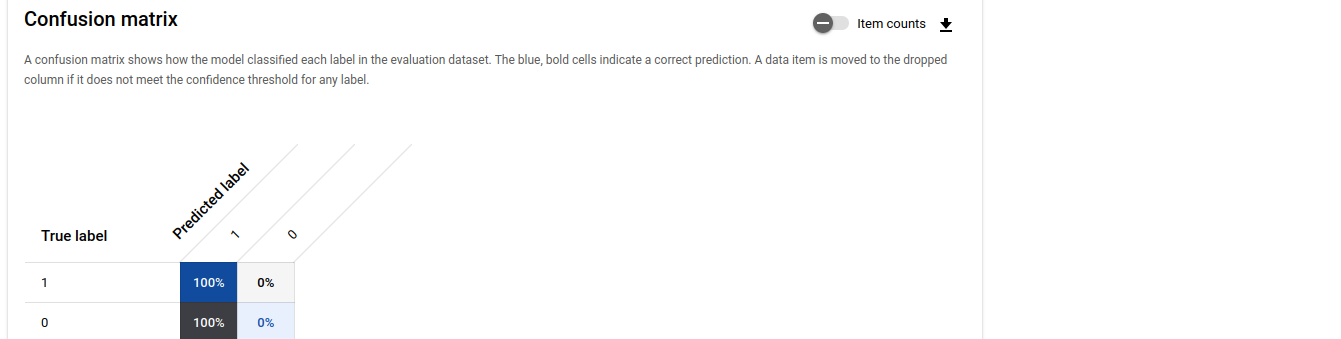 Confusion matrix
Item counts
A confusion matrix shows how the model classified each label in the evaluation dataset. The blue, bold cells indicate a correct prediction. A data item is moved to the dropped
column if it does not meet the confidence threshold for any label.
Predicted label
True label
1 0
1 100% 0%
0 100% 0%